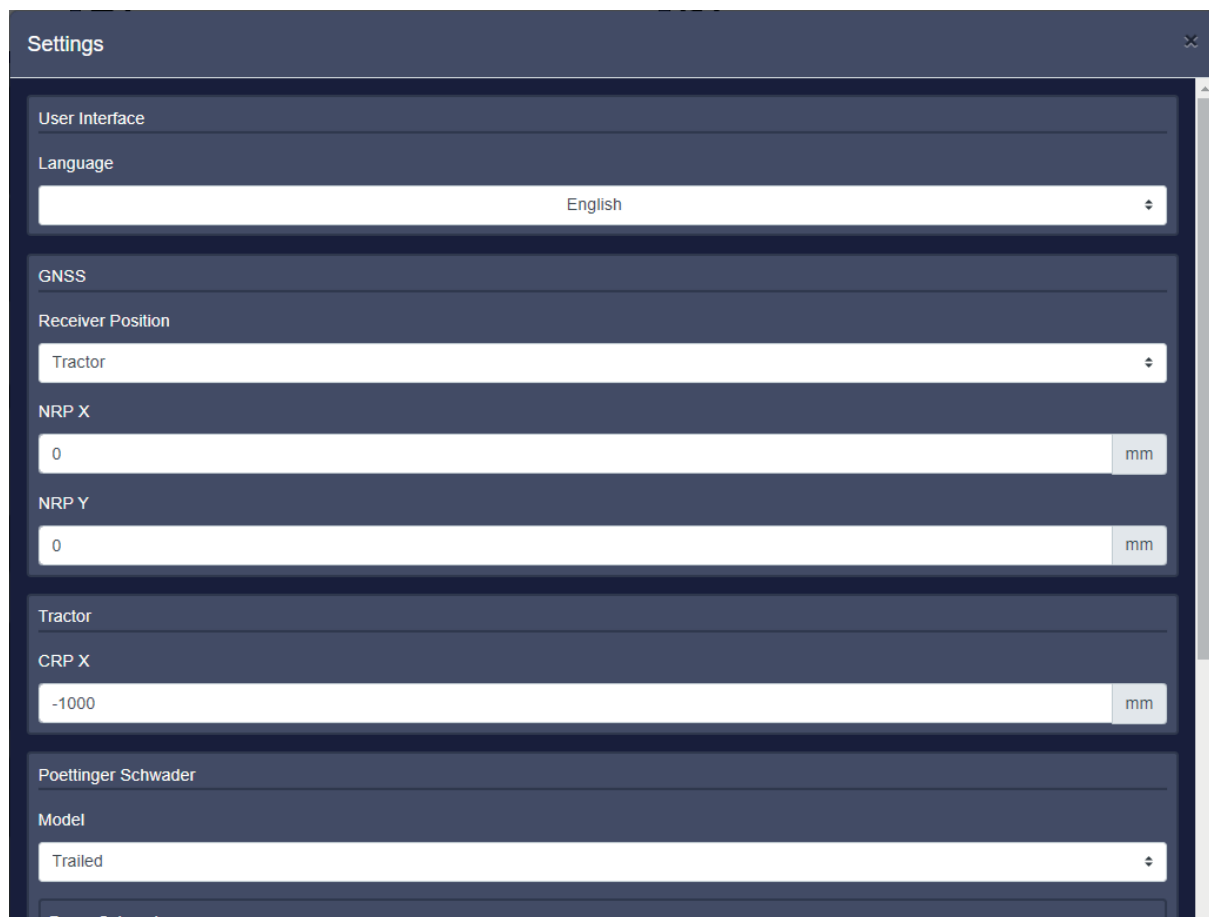 Settings
×
User Interface
Language
English
GNSS
Receiver Position
Tractor
NRP X
0 mm
NRP Y
0 mm
Tractor
CRP X
-1000 mm
Poettinger Schwader
Model
Trailed